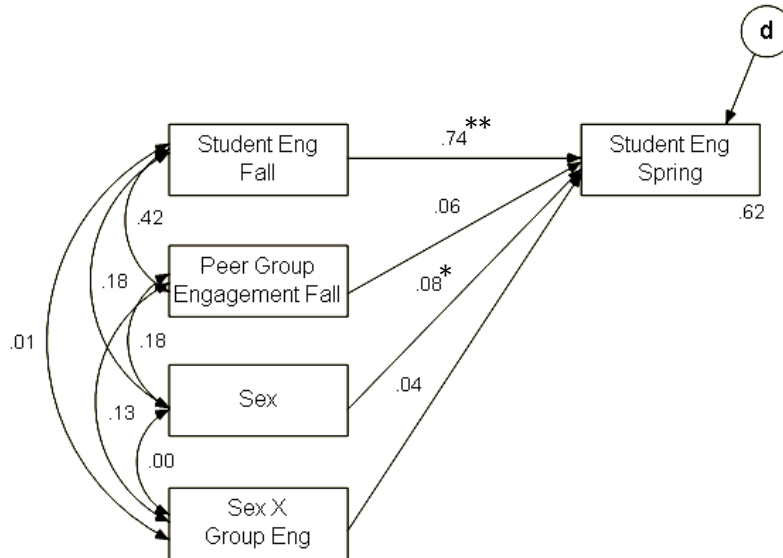 d
Student Eng
Fall
.74**
Student Eng
Spring
.62
.42
.06
Peer Group
Engagement Fall
.18
.08*
.18
.01
Sex
.04
.13
.00
Sex X
Group Eng